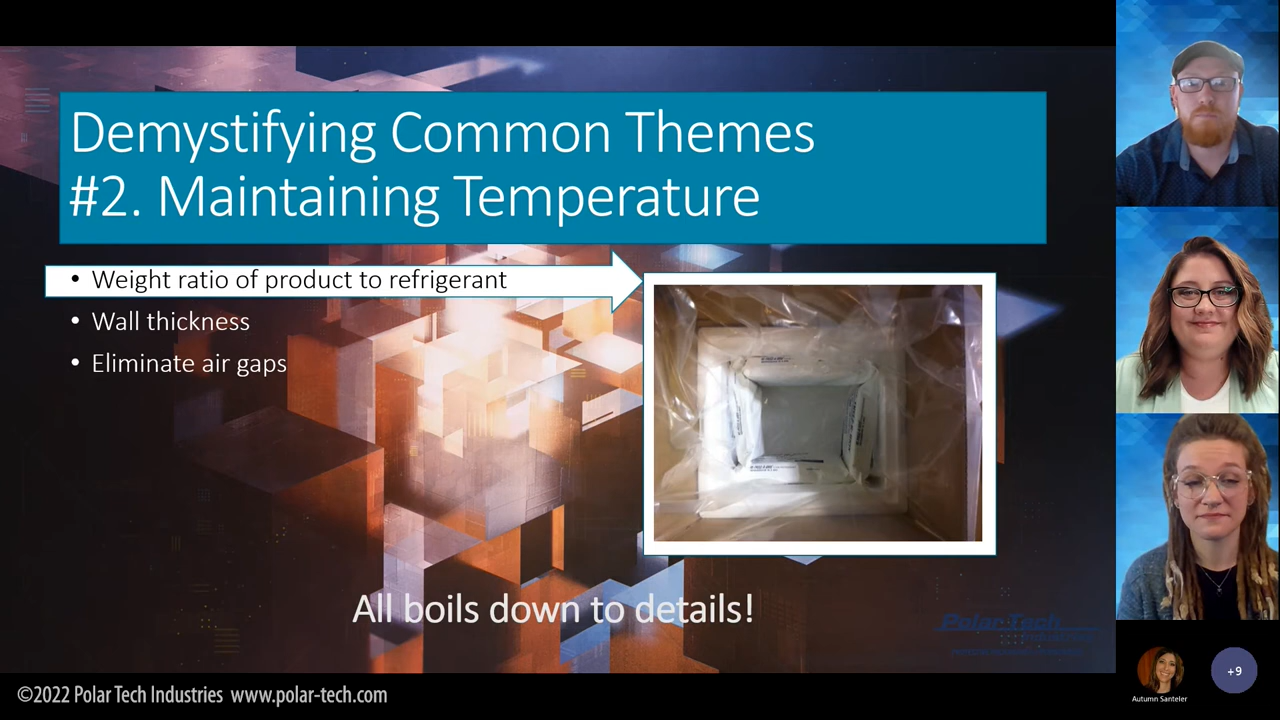 Demystifying Common Themes
#2. Maintaining Temperature
• Weight ratio of product to refrigerant
• Wall thickness
• Eliminate air gaps
All boils down to details!
Polar Tech
Industries
©2022 Polar Tech Industries www.polar-tech.com
Autumn Santeler
+9